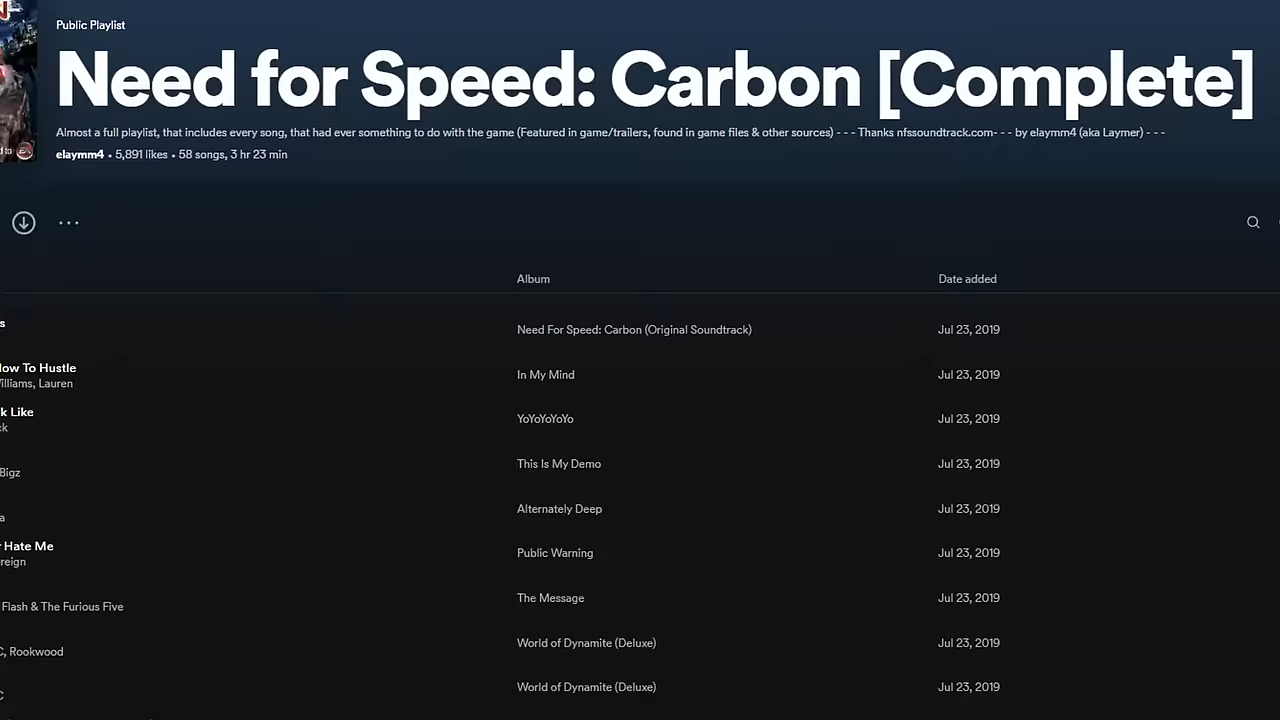 Public Playlist
Need for Speed: Carbon [Complete]
Almost a full playlist, that includes every song, that had ever something to do with the game (Featured in game/trailers, found in game files & other sources) - - - Thanks nfssoundtrack.com- - - by elaymm4 (aka Laymer) - - -
elaymm4 • 5,891 likes • 58 songs, 3 hr 23 min
Album Date added
s
Need For Speed: Carbon (Original Soundtrack) Jul 23, 2019
How To Hustle
illiams, Lauren
In My Mind Jul 23, 2019
k Like
ck
YoYoYoYoYo Jul 23, 2019
Bigz
This Is My Demo Jul 23, 2019
a
Alternately Deep Jul 23, 2019
Hate Me
reign
Public Warning Jul 23, 2019
Flash & The Furious Five
The Message Jul 23, 2019
C, Rookwood
World of Dynamite (Deluxe) Jul 23, 2019
C
World of Dynamite (Deluxe) Jul 23, 2019